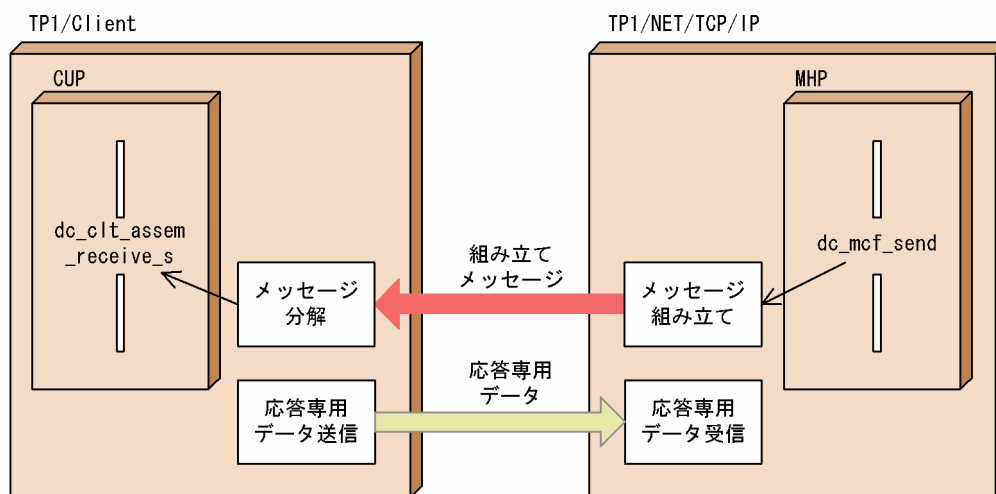 TP1/Client
TP1/NET/TCP/IP
CUP
MHP
dc_clt_assem
_receive_s
dc_mcf_send
組み立て
メッセージ
メッセージ
分解
メッセージ
組み立て
応答専用
データ
応答専用
データ送信
応答専用
データ受信